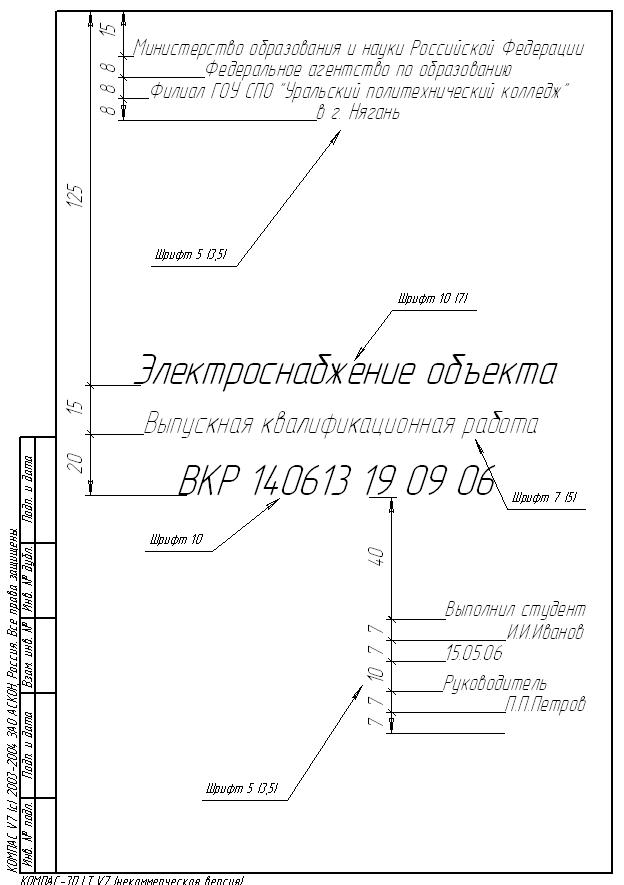 15
Министерство образования и науки Российской Федерации
8
Федеральное агентство по образованию
8
Филиал ГОУ СПО "Уральский политехнический колледж"
8
в г. Нягань
125
Шрифт 5 (3,5)
Шрифт 10 (7)
Электроснабжение объекта
15
Выпускная квалификационная работа
20
ВКР 140613 19 09 06
Шрифт 7 (5)
Шрифт 10
40
Выполнил студент
7
И.И.Иванов
7
15.05.06
10
Руководитель
7
П.П.Петров
7
Шрифт 5 (3,5)
Подп. и дата
Инв. № дубл.
Взам. инв. №
Подп. и дата
Инв. № подл.
КОМПАС V7 (с) 2003-2004 ЗАО АСКОН, Россия. Все права защищены.
КОМПАС-3D LT V7 (некоммерческая версия)